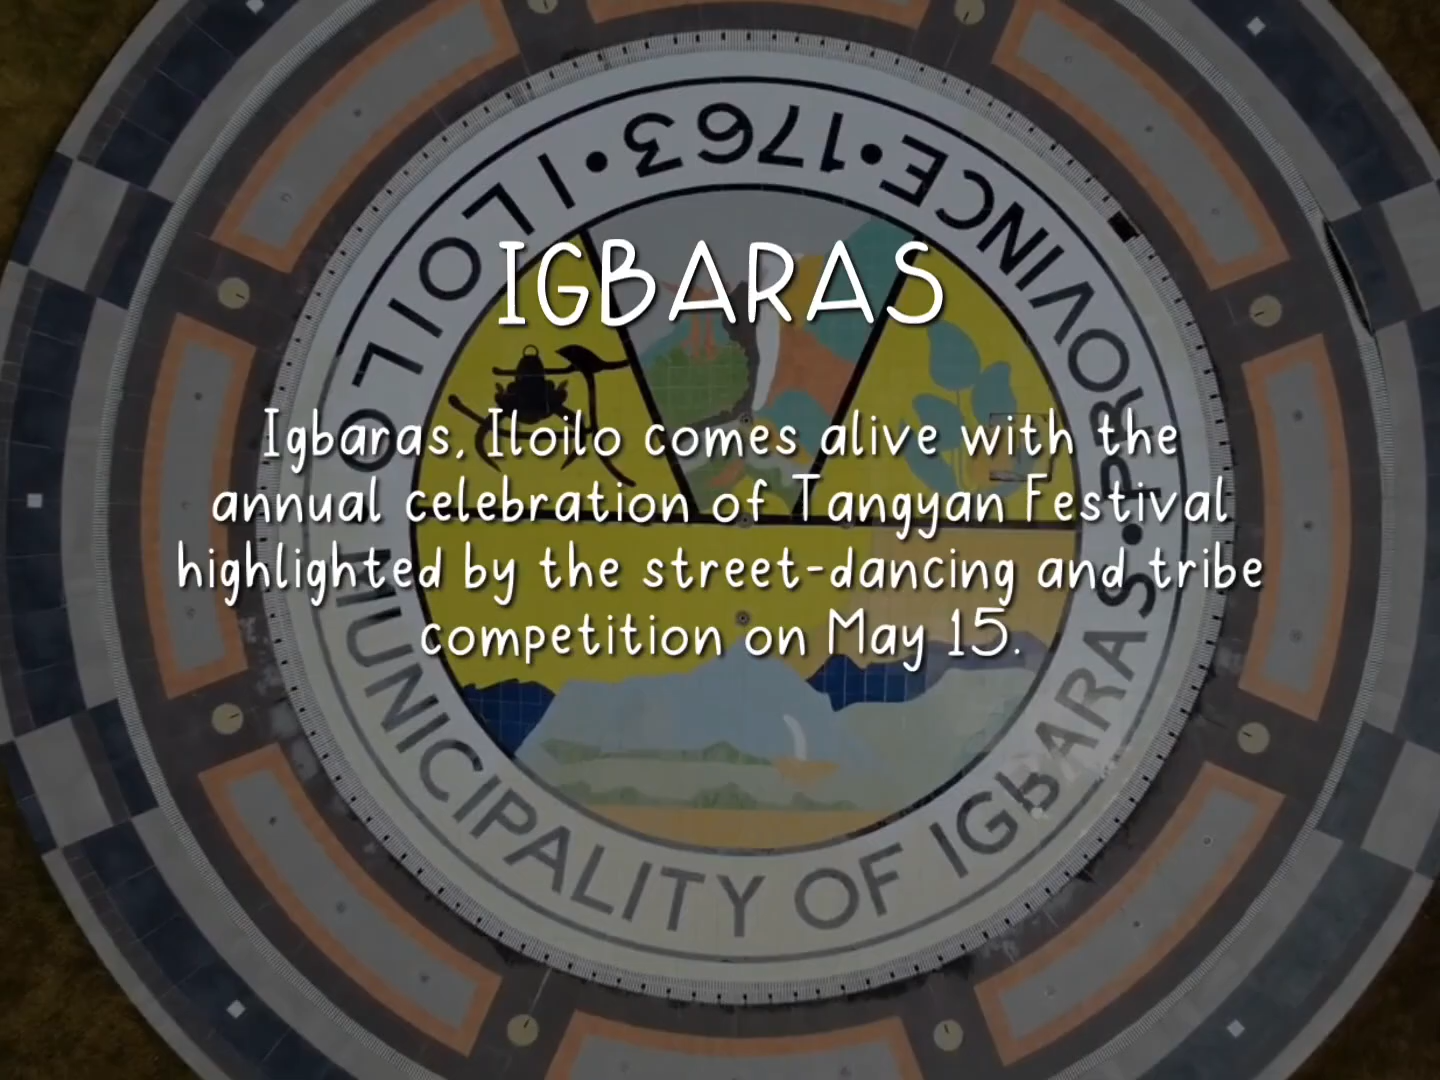 IGBARAS
Igbaras, Iloilo comes alive with the
annual celebration of Tangyan Festival
highlighted by the street-dancing and tribe
competition on May 15.
MUNICIPALITY OF IGBARAS • PROVINCE • 1763 • ILOILO